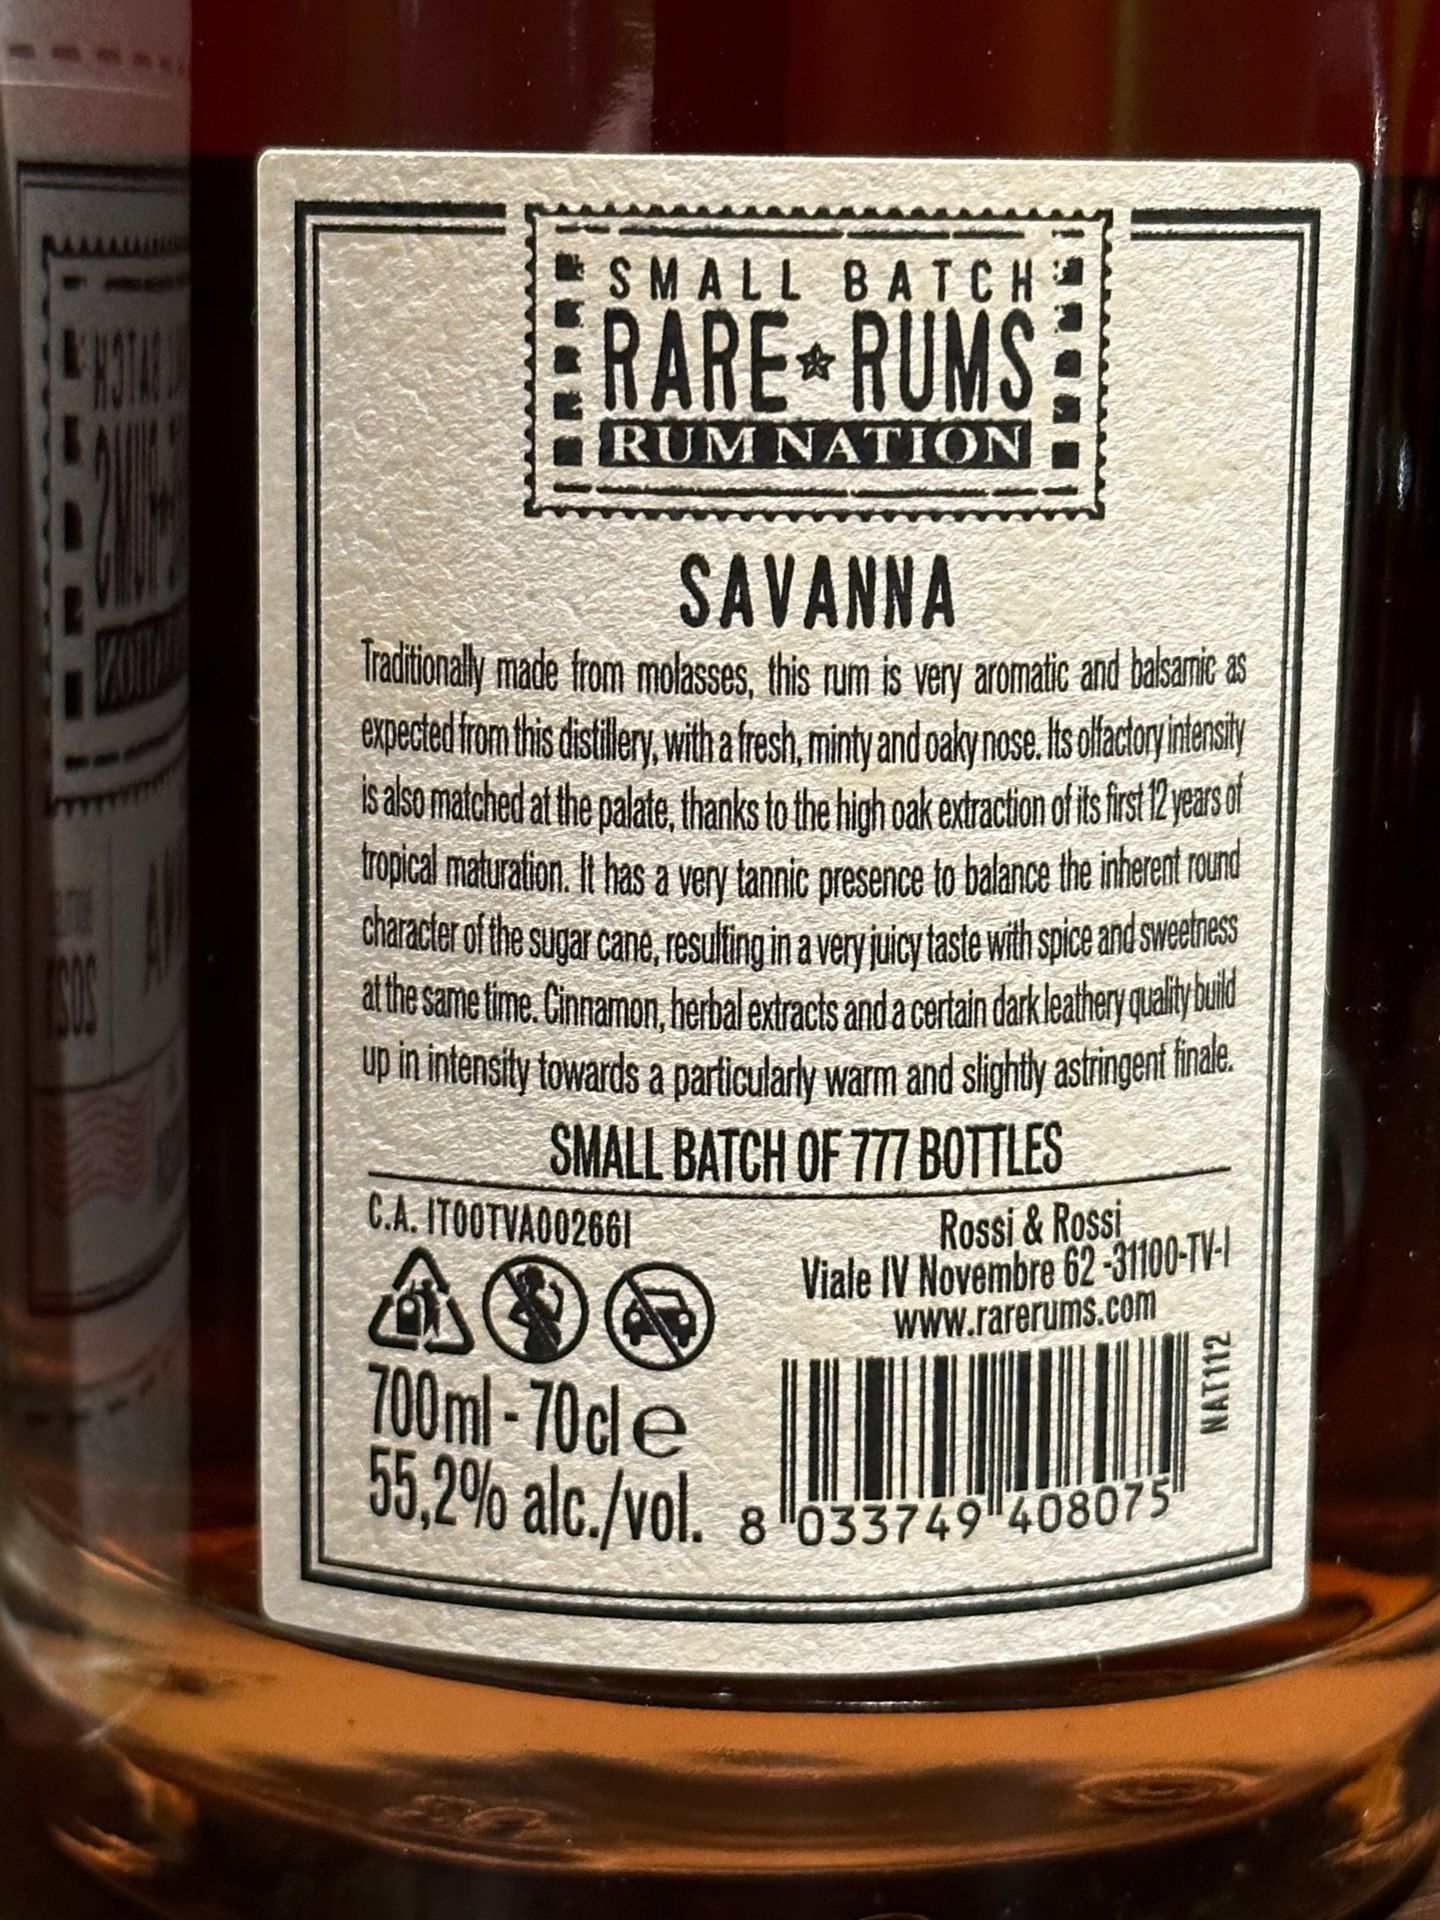 SMALL BATCH
RARE RUMS
RUM NATION
SAVANNA
Traditionally made from molasses, this rum is very aromatic and balsamic as
expected from this distillery, with a fresh, minty and oaky nose. Its olfactory intensity
is also matched at the palate, thanks to the high oak extraction of its first 12 years of
tropical maturation. It has a very tannic presence to balance the inherent round
character of the sugar cane, resulting in a very juicy taste with spice and sweetness
at the same time. Cinnamon, herbal extracts and a certain dark leathery quality build
up in intensity towards a particularly warm and slightly astringent finale.
SMALL BATCH OF 777 BOTTLES
C.A. IT00TVA00266I
Rossi & Rossi
Viale IV Novembre 62 -31100-TV-I
www.rarerums.com
NAT112
700ml - 70cl e
55,2% alc./vol.
8 033749 408075